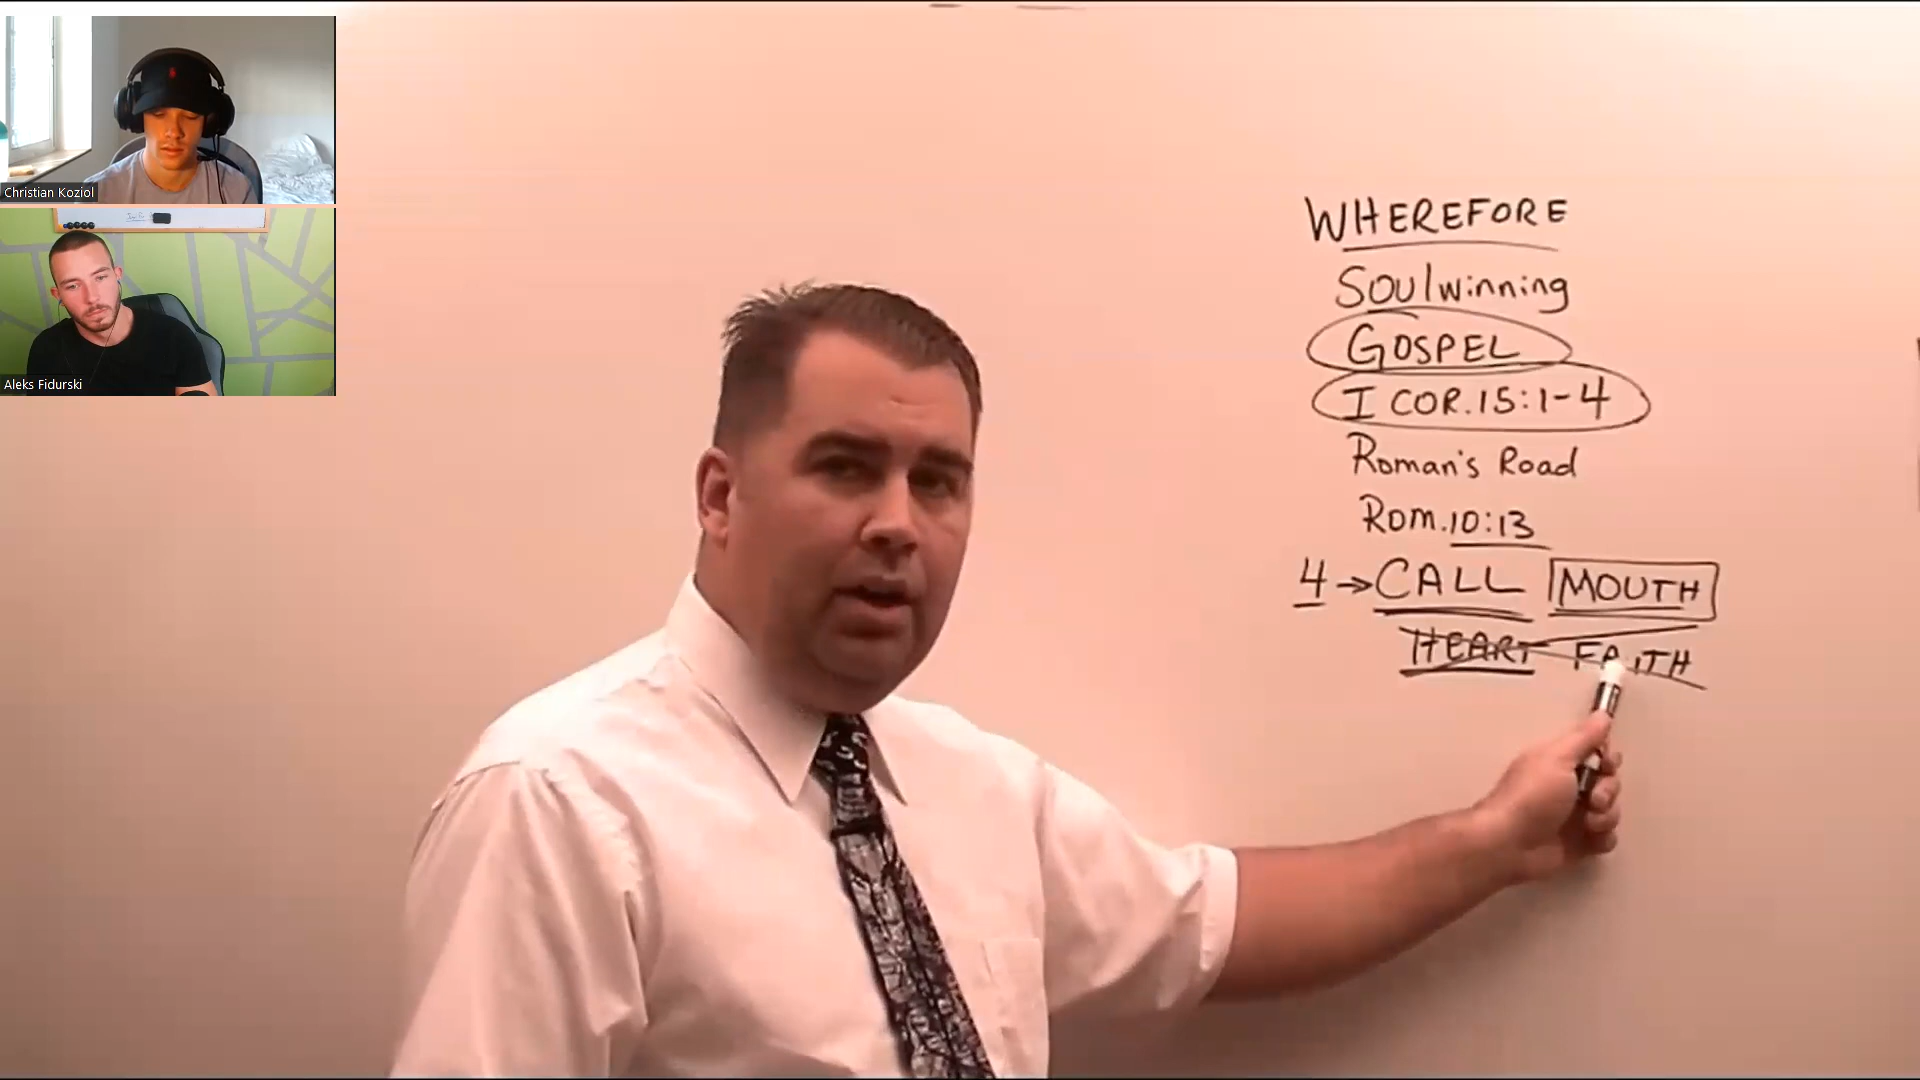 Christian Koziol
Aleks Fidurski
WHEREFORE
Soulwinning
GOSPEL
I COR. 15:1-4
Roman's Road
Rom. 10:13
4 → CALL MOUTH
HEART FAITH